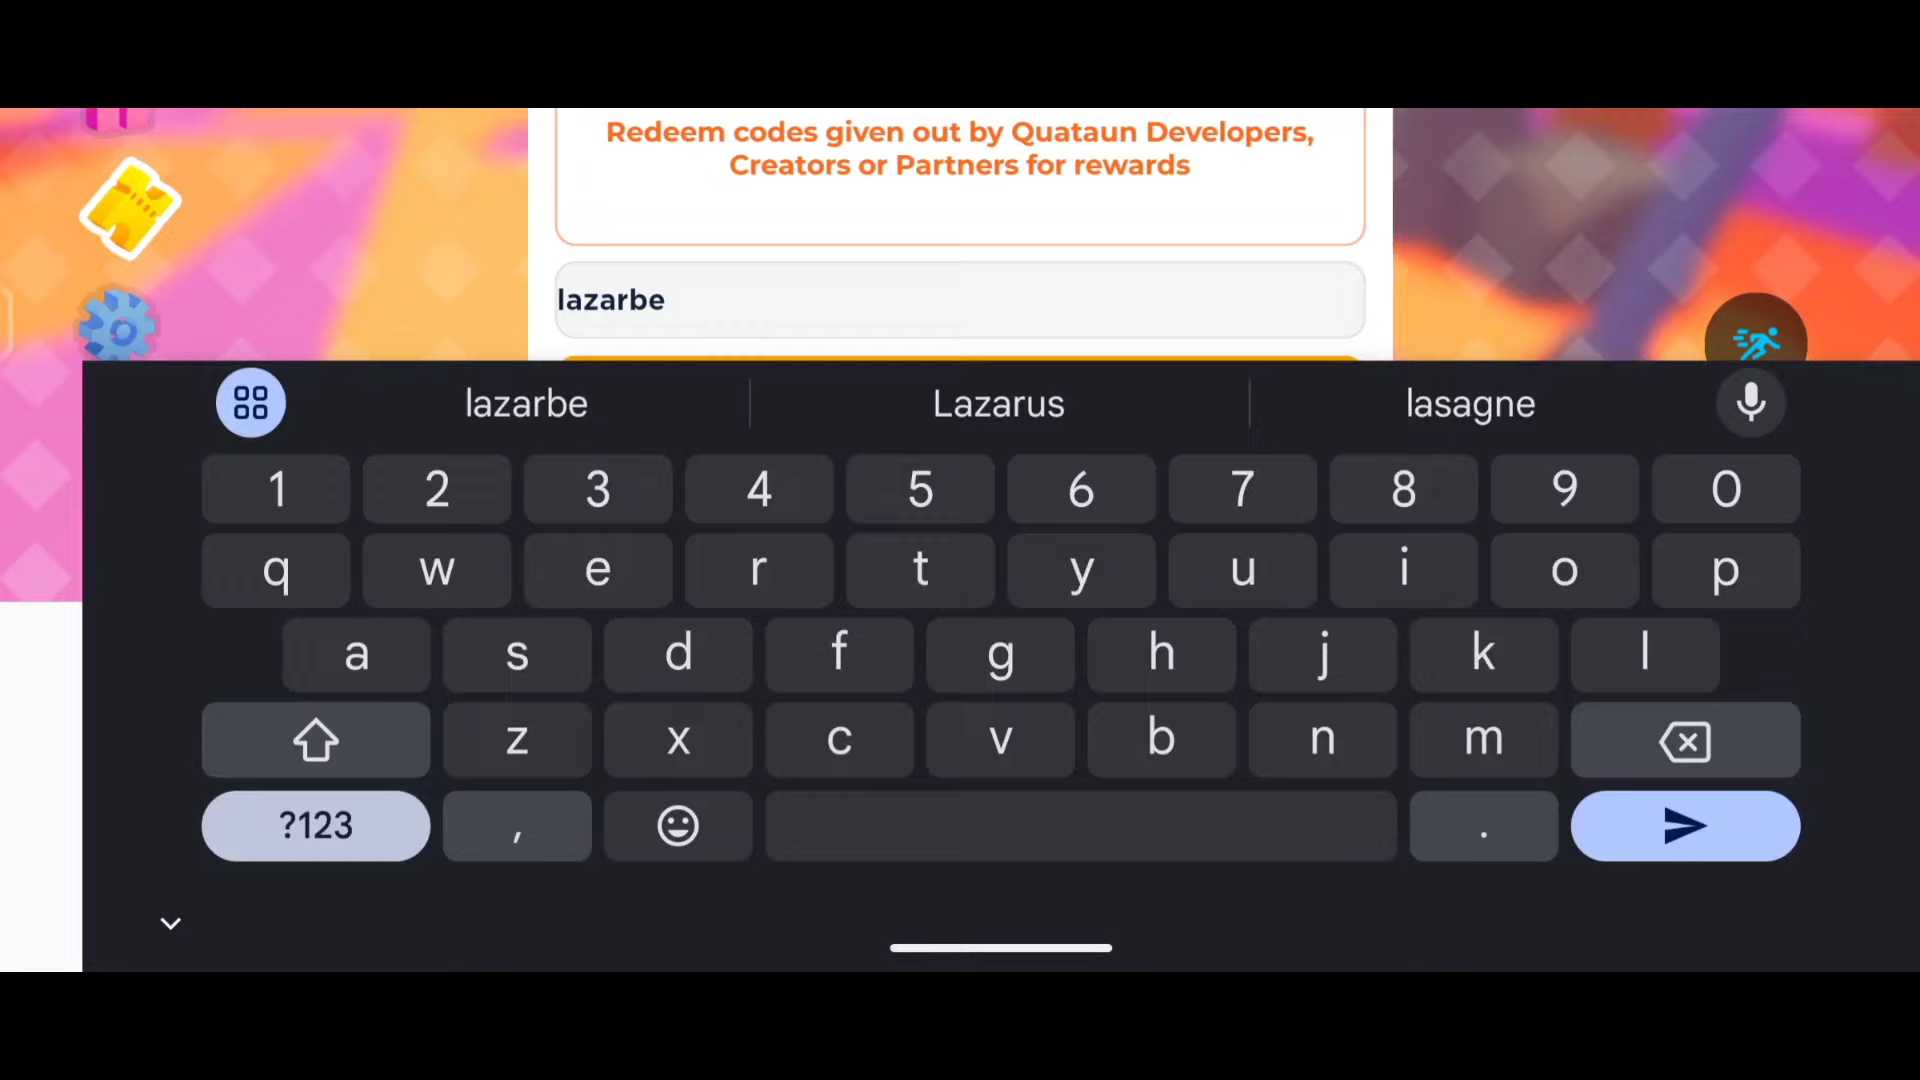 Redeem codes given out by Quataun Developers,
Creators or Partners for rewards
lazarbe
lazarbe Lazarus lasagne
1 2 3 4 5 6 7 8 9 0
q w e r t y u i o p
a s d f g h j k l
z x c v b n m
?123 , .